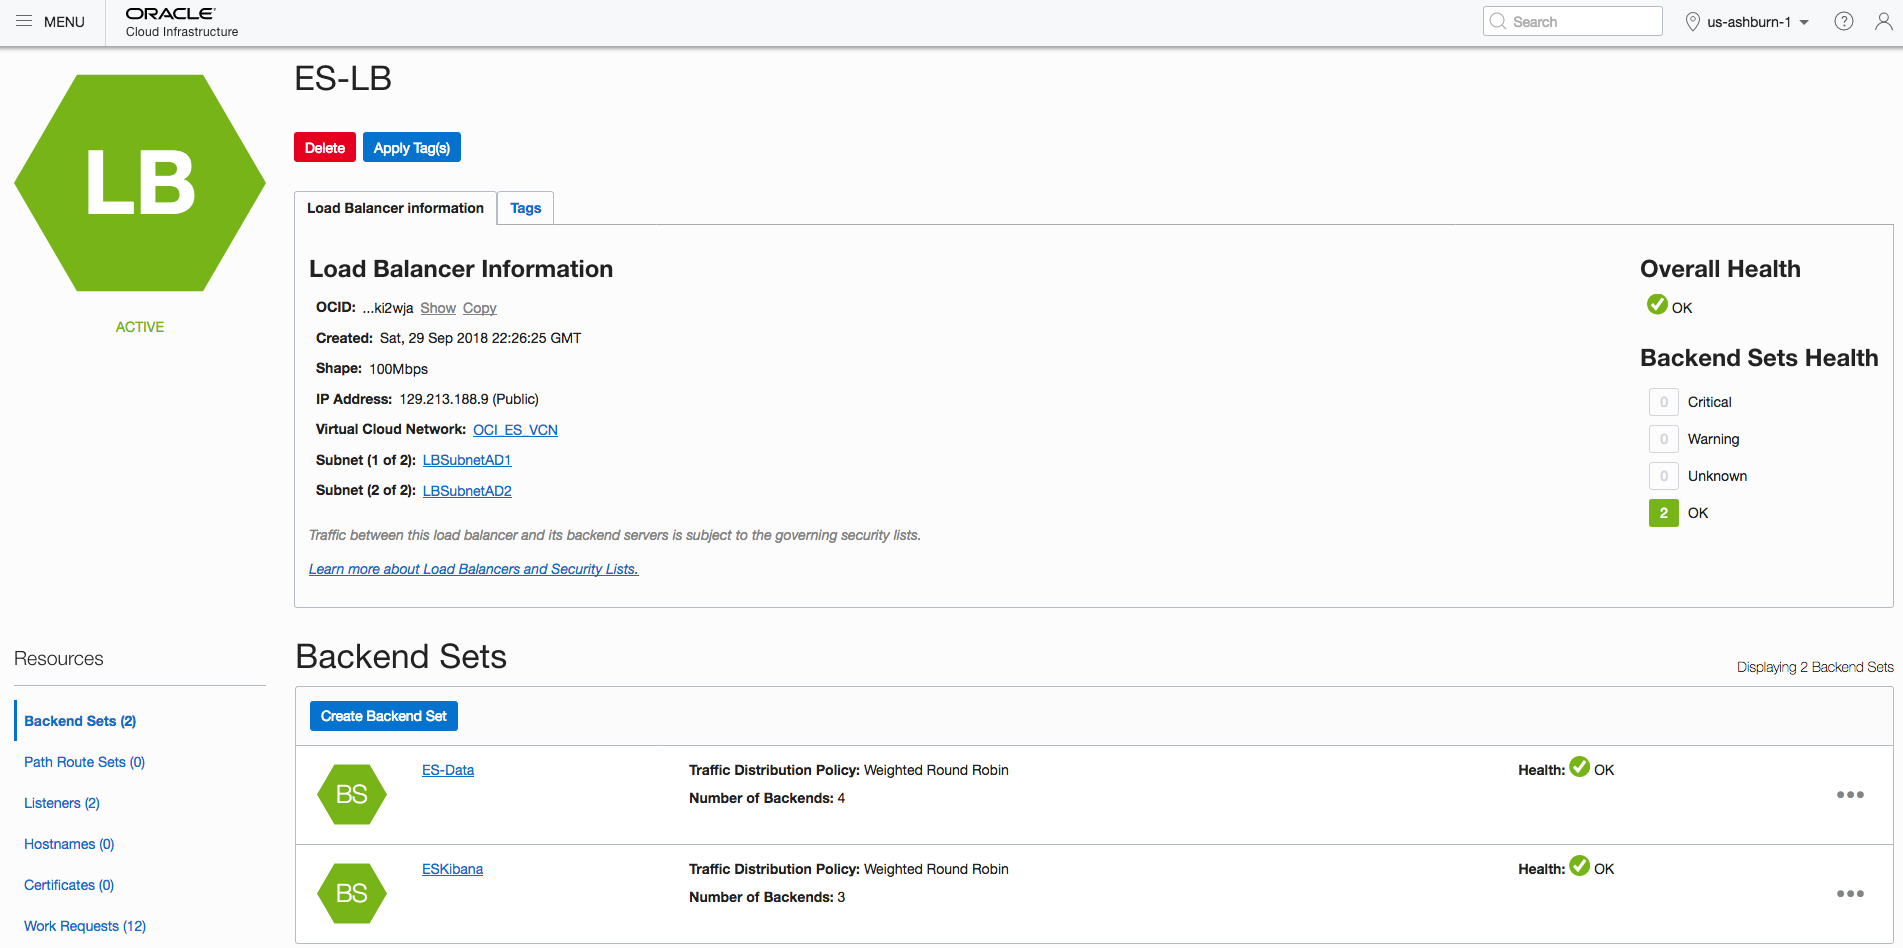 MENU
ORACLE
Cloud Infrastructure
Search
us-ashburn-1
?
LB
ACTIVE
ES-LB
Delete
Apply Tag(s)
Load Balancer information
Tags
Load Balancer Information
OCID: ...ki2wja Show Copy
Created: Sat, 29 Sep 2018 22:26:25 GMT
Shape: 100Mbps
IP Address: 129.213.188.9 (Public)
Virtual Cloud Network: OCI_ES_VCN
Subnet (1 of 2): LBSubnetAD1
Subnet (2 of 2): LBSubnetAD2
Traffic between this load balancer and its backend servers is subject to the governing security lists.
Learn more about Load Balancers and Security Lists.
Overall Health
OK
Backend Sets Health
0 Critical
0 Warning
0 Unknown
2 OK
Resources
Backend Sets (2)
Path Route Sets (0)
Listeners (2)
Hostnames (0)
Certificates (0)
Work Requests (12)
Backend Sets
Displaying 2 Backend Sets
Create Backend Set
BS
ES-Data
Traffic Distribution Policy: Weighted Round Robin
Number of Backends: 4
Health: OK
BS
ESKibana
Traffic Distribution Policy: Weighted Round Robin
Number of Backends: 3
Health: OK